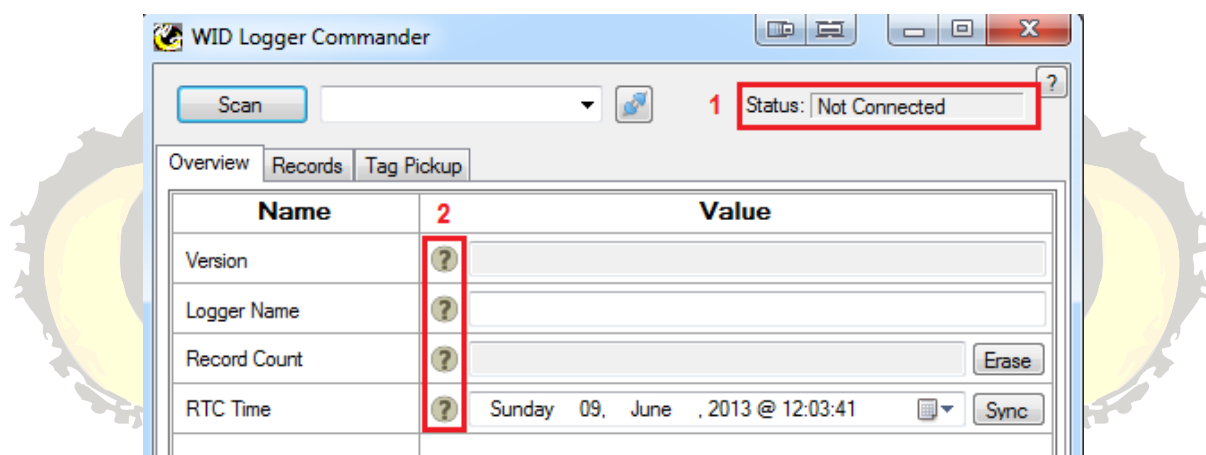 WID Logger Commander
?
Scan
1 Status: Not Connected
Overview Records Tag Pickup
Name 2 Value
Version ?
Logger Name ?
Record Count ? Erase
RTC Time ? Sunday 09, June , 2013 @ 12:03:41 Sync